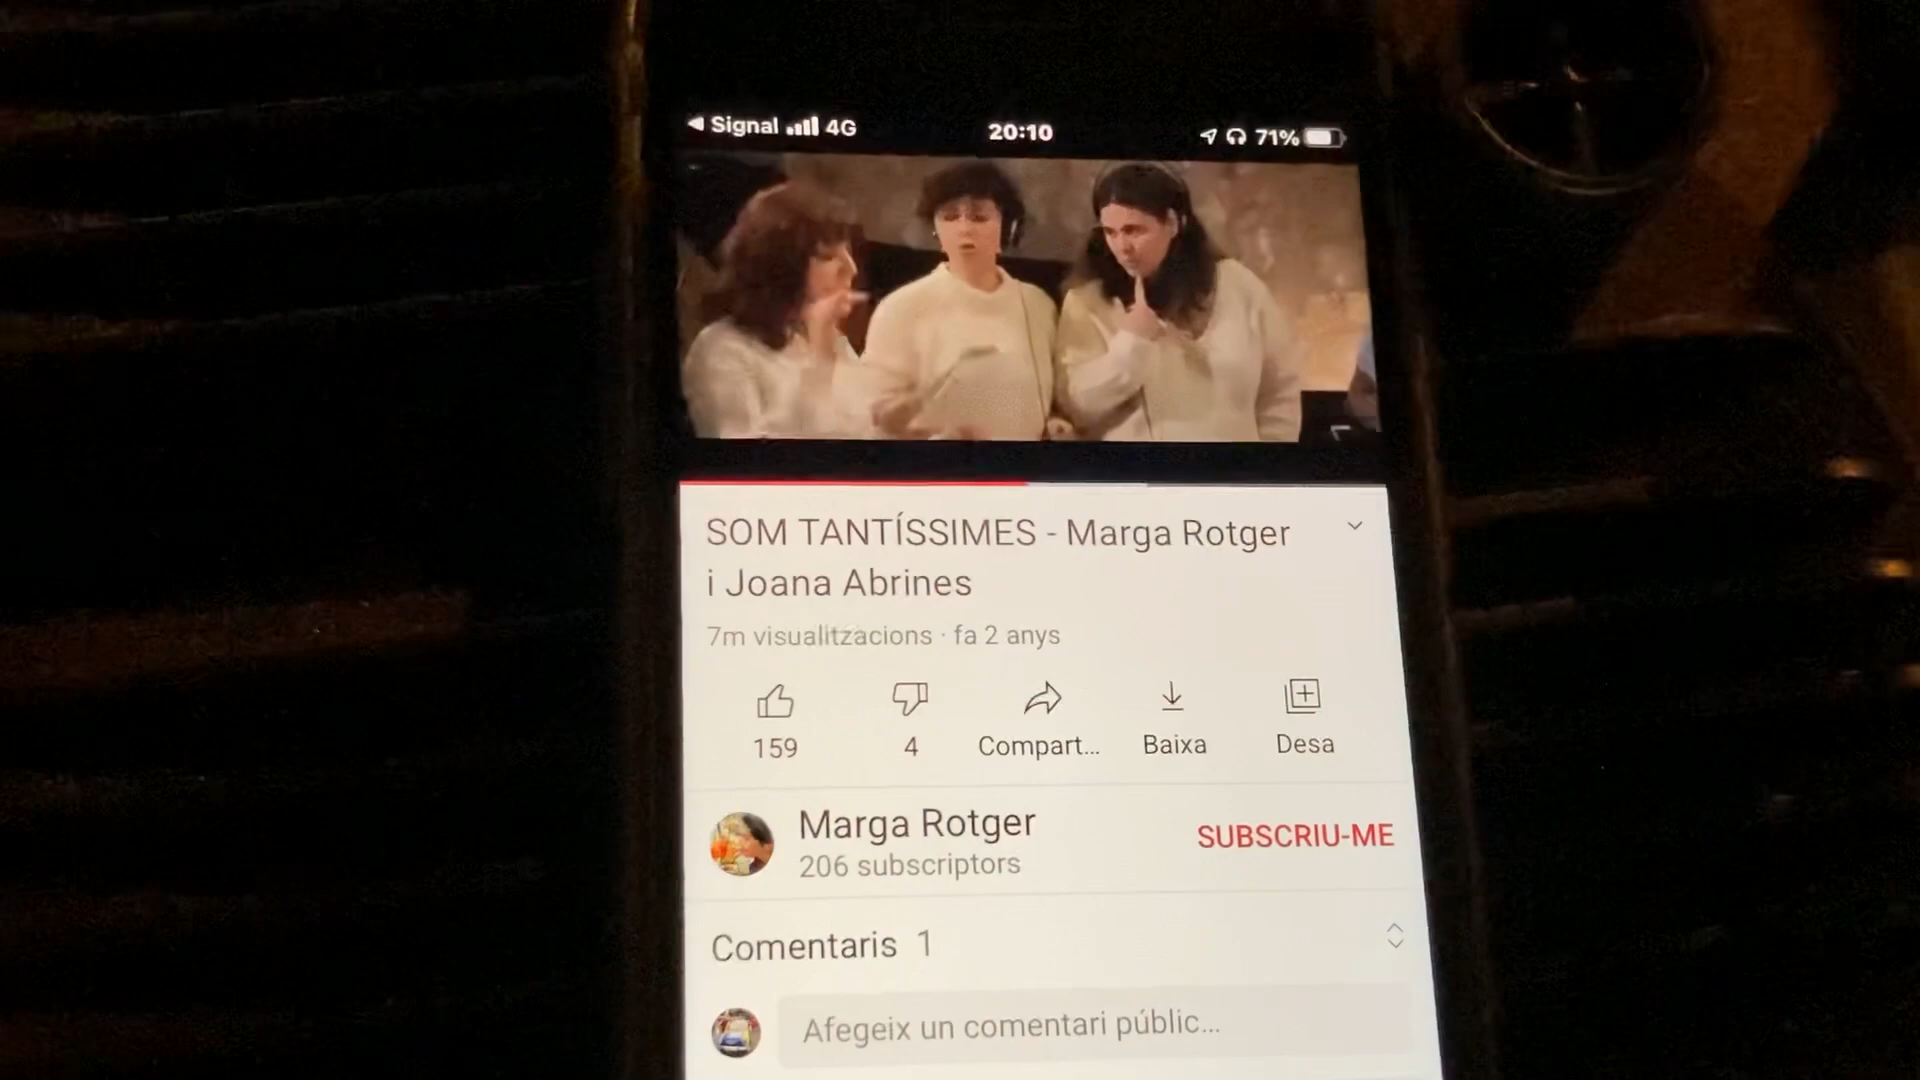 Signal 4G
20:10
71%
SOM TANTÍSSIMES - Marga Rotger
i Joana Abrines
7m visualitzacions · fa 2 anys
159
4
Compart...
Baixa
Desa
Marga Rotger
206 subscriptors
SUBSCRIU-ME
Comentaris 1
Afegeix un comentari públic...